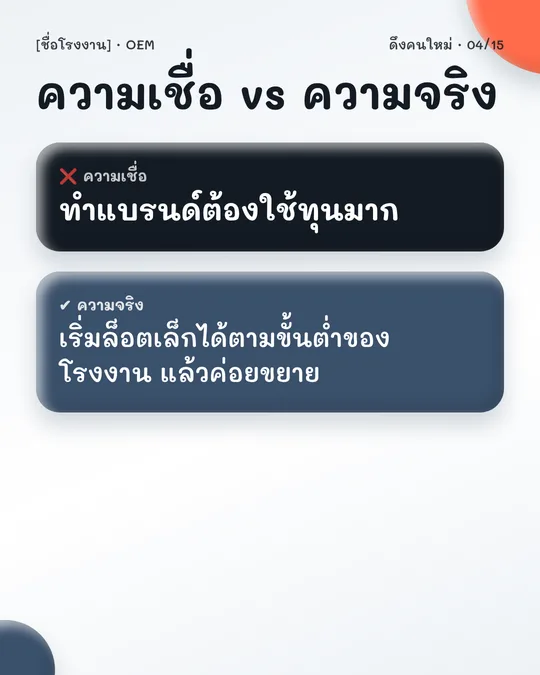 [ชื่อโรงงาน] · OEM
ดึงคนใหม่ · 04/15
ความเชื่อ vs ความจริง
❌ ความเชื่อ
ทำแบรนด์ต้องใช้ทุนมาก
✔ ความจริง
เริ่มล็อตเล็กได้ตามขั้นต่ำของ
โรงงาน แล้วค่อยขยาย